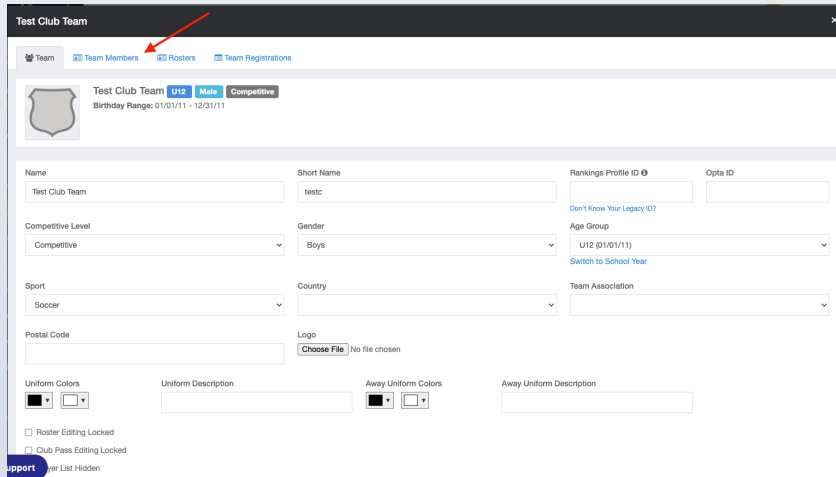 Test Club Team ×
Team Team Members Rosters Team Registrations
Test Club Team U12 Male Competitive
Birthday Range: 01/01/11 - 12/31/11
Name Short Name Rankings Profile ID Opta ID
Test Club Team testc
Don't Know Your Legacy ID?
Competitive Level Gender Age Group
Competitive Boys U12 (01/01/11)
Switch to School Year
Sport Country Team Association
Soccer
Postal Code Logo
Choose File No file chosen
Uniform Colors Uniform Description Away Uniform Colors Away Uniform Description
Roster Editing Locked
Club Pass Editing Locked
upport yer List Hidden